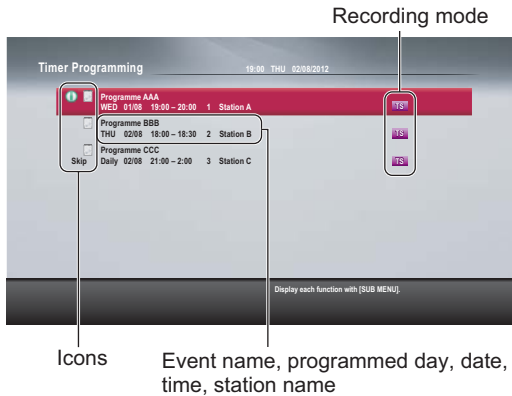 Recording mode
Timer Programming 19:00 THU 02/08/2012
Programme AAA
WED 01/08 19:00 – 20:00 1 Station A TS
Programme BBB
THU 02/08 18:00 – 18:30 2 Station B TS
Programme CCC
Skip Daily 02/08 21:00 – 2:00 3 Station C TS
Display each function with [SUB MENU].
Icons
Event name, programmed day, date,
time, station name